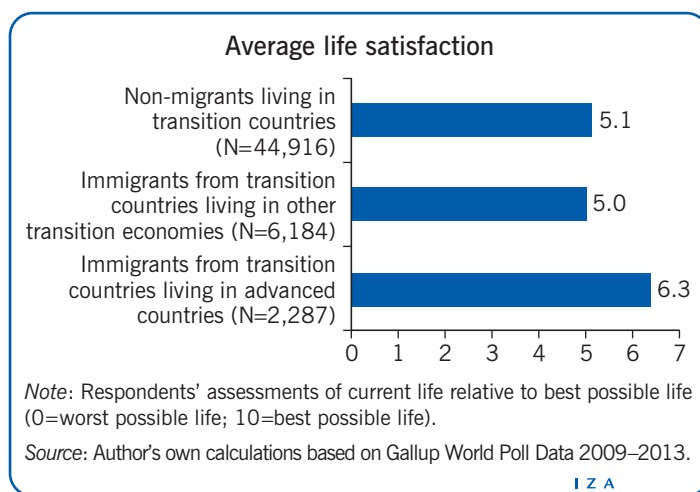 Average life satisfaction
Non-migrants living in
transition countries
(N=44,916)
5.1
Immigrants from transition
countries living in other
transition economies (N=6,184)
5.0
Immigrants from transition
countries living in advanced
countries (N=2,287)
6.3
0 1 2 3 4 5 6 7
Note: Respondents’ assessments of current life relative to best possible life
(0=worst possible life; 10=best possible life).
Source: Author’s own calculations based on Gallup World Poll Data 2009–2013.
I Z A